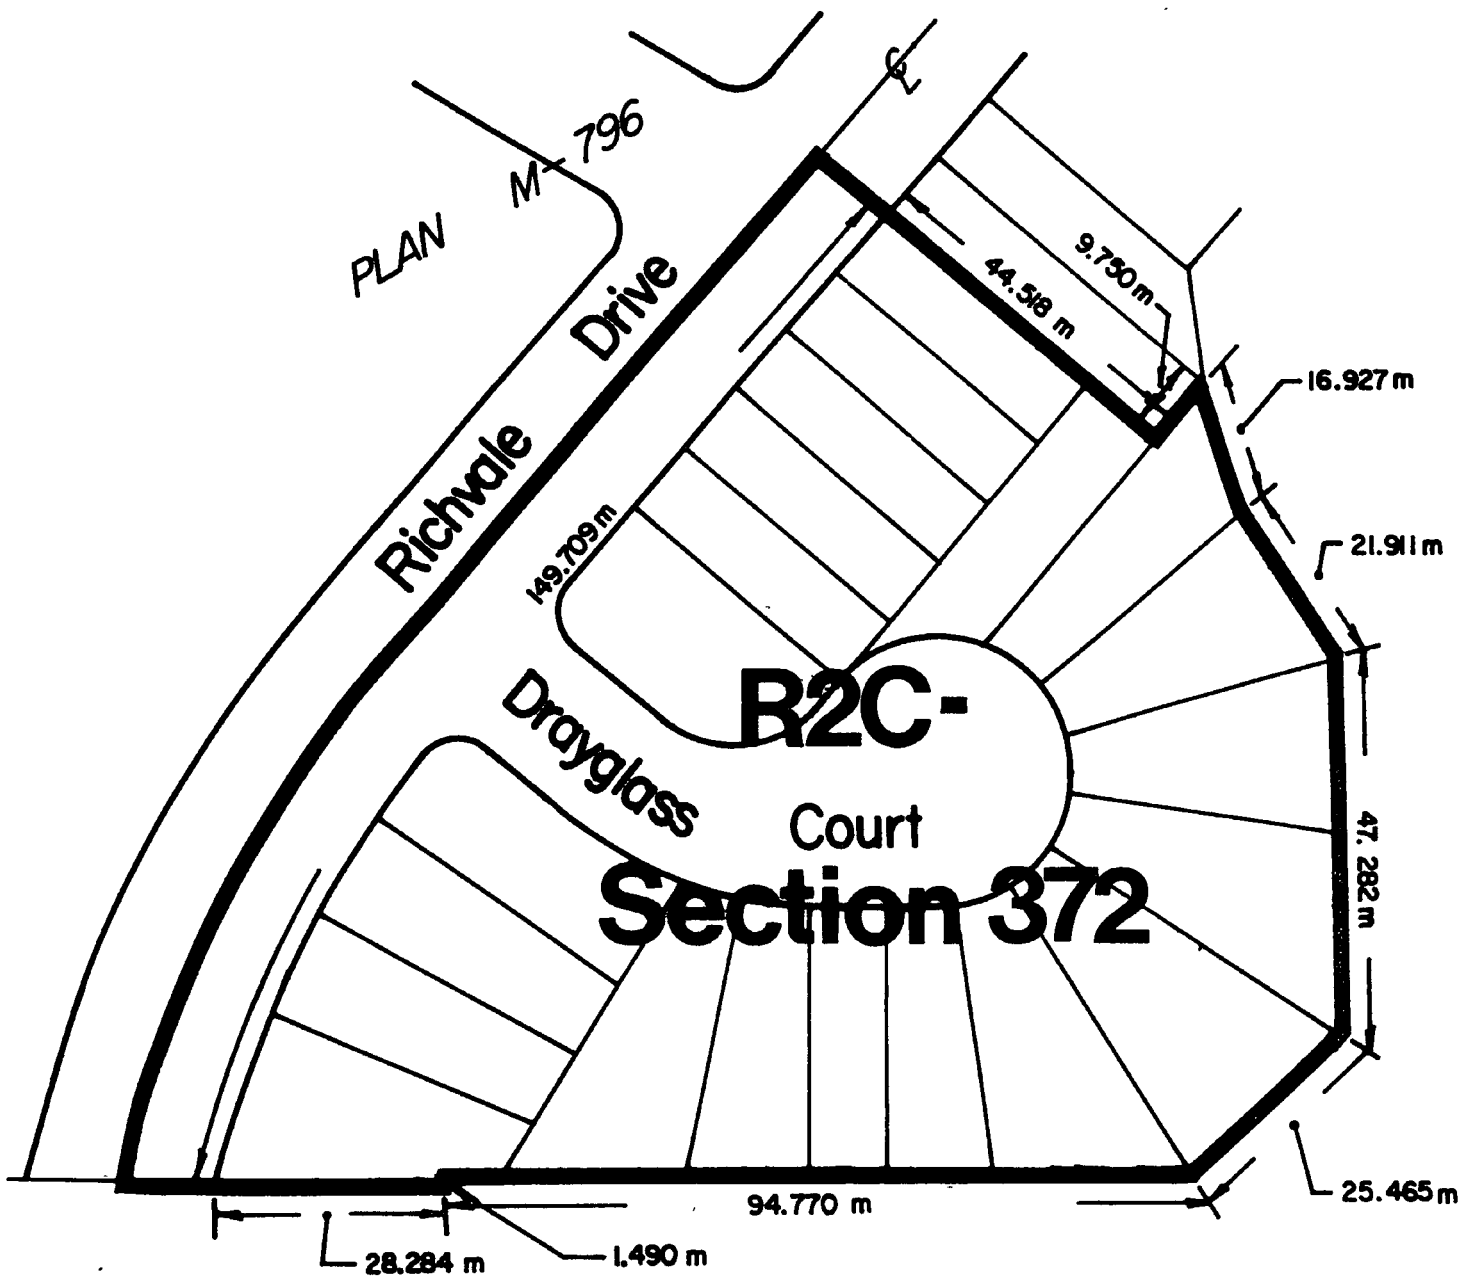 ℄
PLAN M-796
Richvale Drive
9.750 m
44.518 m
16.927 m
21.911 m
149.709 m
R2C-
Drayglass
Court
Section 372
47.282 m
25.465 m
94.770 m
28.284 m
1.490 m